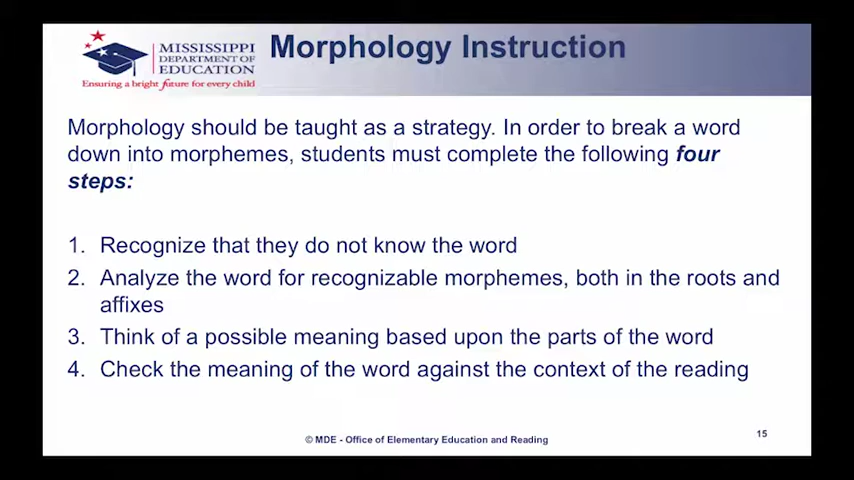 Morphology Instruction
MISSISSIPPI
DEPARTMENT OF
EDUCATION
Ensuring a bright future for every child
Morphology should be taught as a strategy. In order to break a word
down into morphemes, students must complete the following four
steps:
1. Recognize that they do not know the word
2. Analyze the word for recognizable morphemes, both in the roots and
affixes
3. Think of a possible meaning based upon the parts of the word
4. Check the meaning of the word against the context of the reading
© MDE - Office of Elementary Education and Reading
15